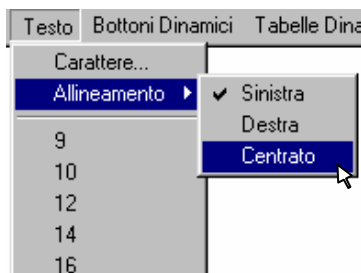 Testo Bottoni Dinamici Tabelle Dina
Carattere...
Allineamento
Sinistra
Destra
Centrato
9
10
12
14
16